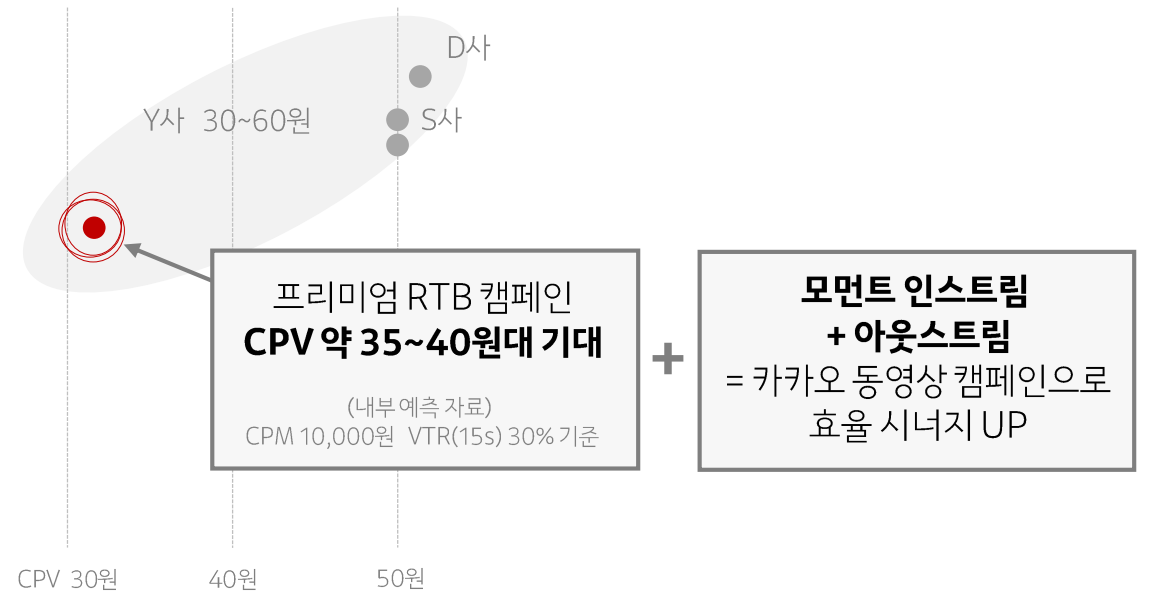 D사
Y사 30~60원
S사
프리미엄 RTB 캠페인
CPV 약 35~40원대 기대
(내부 예측 자료)
CPM 10,000원 VTR(15s) 30% 기준
+
모먼트 인스트림
+ 아웃스트림
= 카카오 동영상 캠페인으로
효율 시너지 UP
CPV 30원
40원
50원